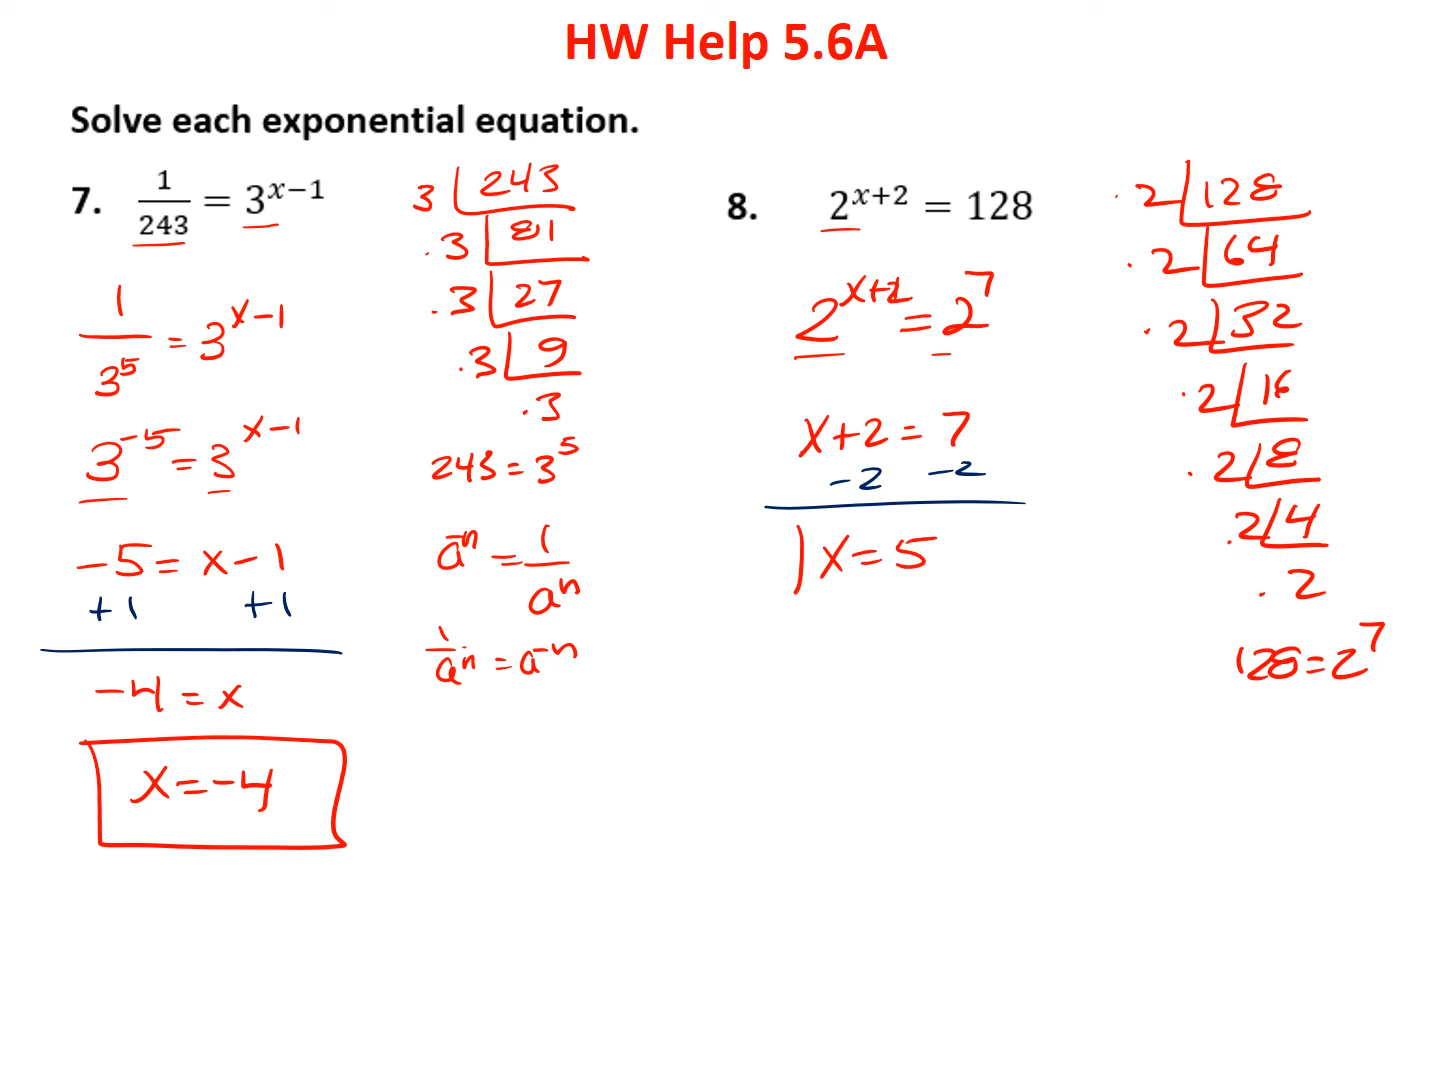 HW Help 5.6A
Solve each exponential equation.
7. 1/243 = 3^{x−1}
1/3^5 = 3^{x-1}
3^{-5} = 3^{x-1}
-5 = x - 1
+1 +1
-4 = x
x = -4
3 | 243
.3 | 81
.3 | 27
.3 | 9
.3
243 = 3^5
a^{-n} = 1/a^n
1/a^n = a^{-n}
8. 2^{x+2} = 128
2^{x+2} = 2^7
x+2 = 7
-2 -2
x = 5
.2 | 128
.2 | 64
.2 | 32
.2 | 16
.2 | 8
.2 | 4
.2
128 = 2^7